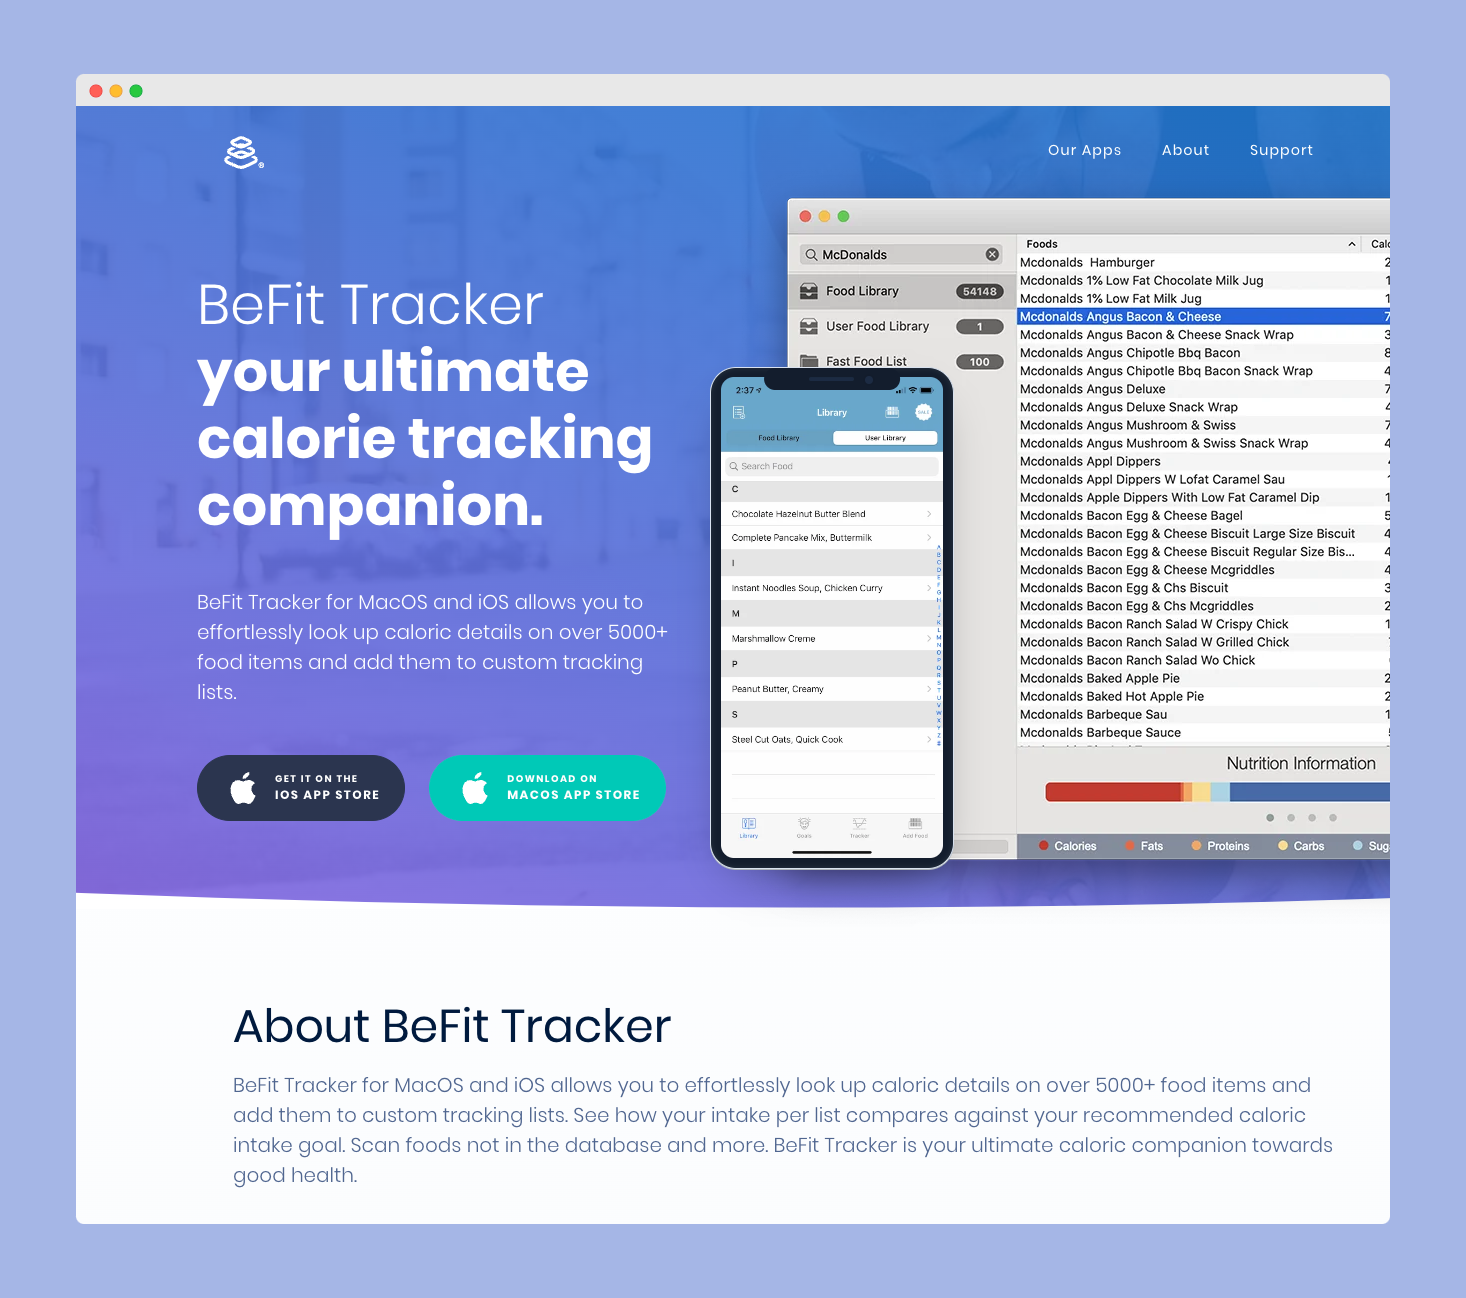 Our Apps About Support
BeFit Tracker
your ultimate
calorie tracking
companion.
BeFit Tracker for MacOS and iOS allows you to
effortlessly look up caloric details on over 5000+
food items and add them to custom tracking
lists.
GET IT ON THE
IOS APP STORE
DOWNLOAD ON
MACOS APP STORE
McDonalds
Food Library 54148
User Food Library 1
Fast Food List 100
Foods
Mcdonalds  Hamburger
Mcdonalds 1% Low Fat Chocolate Milk Jug
Mcdonalds 1% Low Fat Milk Jug
Mcdonalds Angus Bacon & Cheese
Mcdonalds Angus Bacon & Cheese Snack Wrap
Mcdonalds Angus Chipotle Bbq Bacon
Mcdonalds Angus Chipotle Bbq Bacon Snack Wrap
Mcdonalds Angus Deluxe
Mcdonalds Angus Deluxe Snack Wrap
Mcdonalds Angus Mushroom & Swiss
Mcdonalds Angus Mushroom & Swiss Snack Wrap
Mcdonalds Appl Dippers
Mcdonalds Appl Dippers W Lofat Caramel Sau
Mcdonalds Apple Dippers With Low Fat Caramel Dip
Mcdonalds Bacon Egg & Cheese Bagel
Mcdonalds Bacon Egg & Cheese Biscuit Large Size Biscuit
Mcdonalds Bacon Egg & Cheese Biscuit Regular Size Bis...
Mcdonalds Bacon Egg & Cheese Mcgriddles
Mcdonalds Bacon Egg & Chs Biscuit
Mcdonalds Bacon Egg & Chs Mcgriddles
Mcdonalds Bacon Ranch Salad W Crispy Chick
Mcdonalds Bacon Ranch Salad W Grilled Chick
Mcdonalds Bacon Ranch Salad Wo Chick
Mcdonalds Baked Apple Pie
Mcdonalds Baked Hot Apple Pie
Mcdonalds Barbeque Sau
Mcdonalds Barbeque Sauce
Nutrition Information
Calories Fats Proteins Carbs
2:37
Library
SALE
Food Library User Library
Search Food
C
Chocolate Hazelnut Butter Blend
Complete Pancake Mix, Buttermilk
I
Instant Noodles Soup, Chicken Curry
M
Marshmallow Creme
P
Peanut Butter, Creamy
S
Steel Cut Oats, Quick Cook
Library Goals Tracker Add Food
About BeFit Tracker
BeFit Tracker for MacOS and iOS allows you to effortlessly look up caloric details on over 5000+ food items and
add them to custom tracking lists. See how your intake per list compares against your recommended caloric
intake goal. Scan foods not in the database and more. BeFit Tracker is your ultimate caloric companion towards
good health.